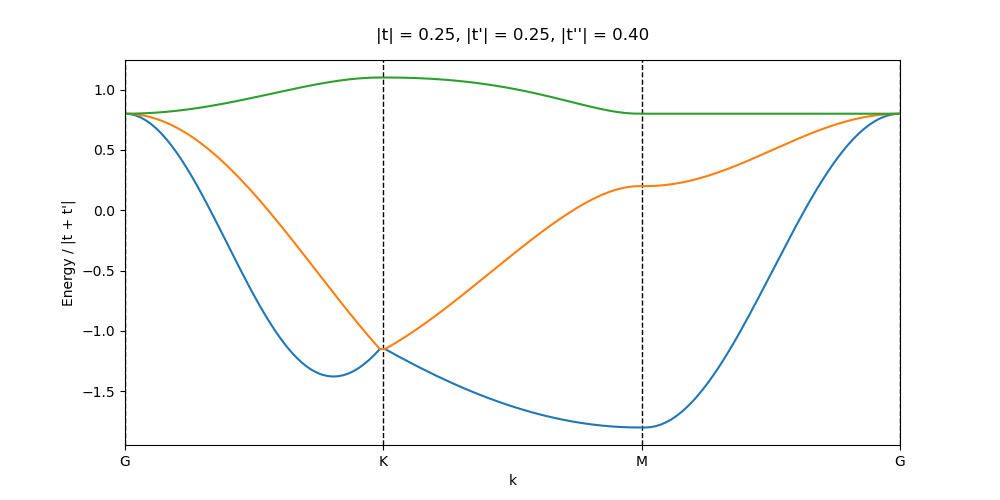 |t| = 0.25, |t'| = 0.25, |t''| = 0.40
Energy / |t + t'|
1.0
0.5
0.0
−0.5
−1.0
−1.5
G K M G
k